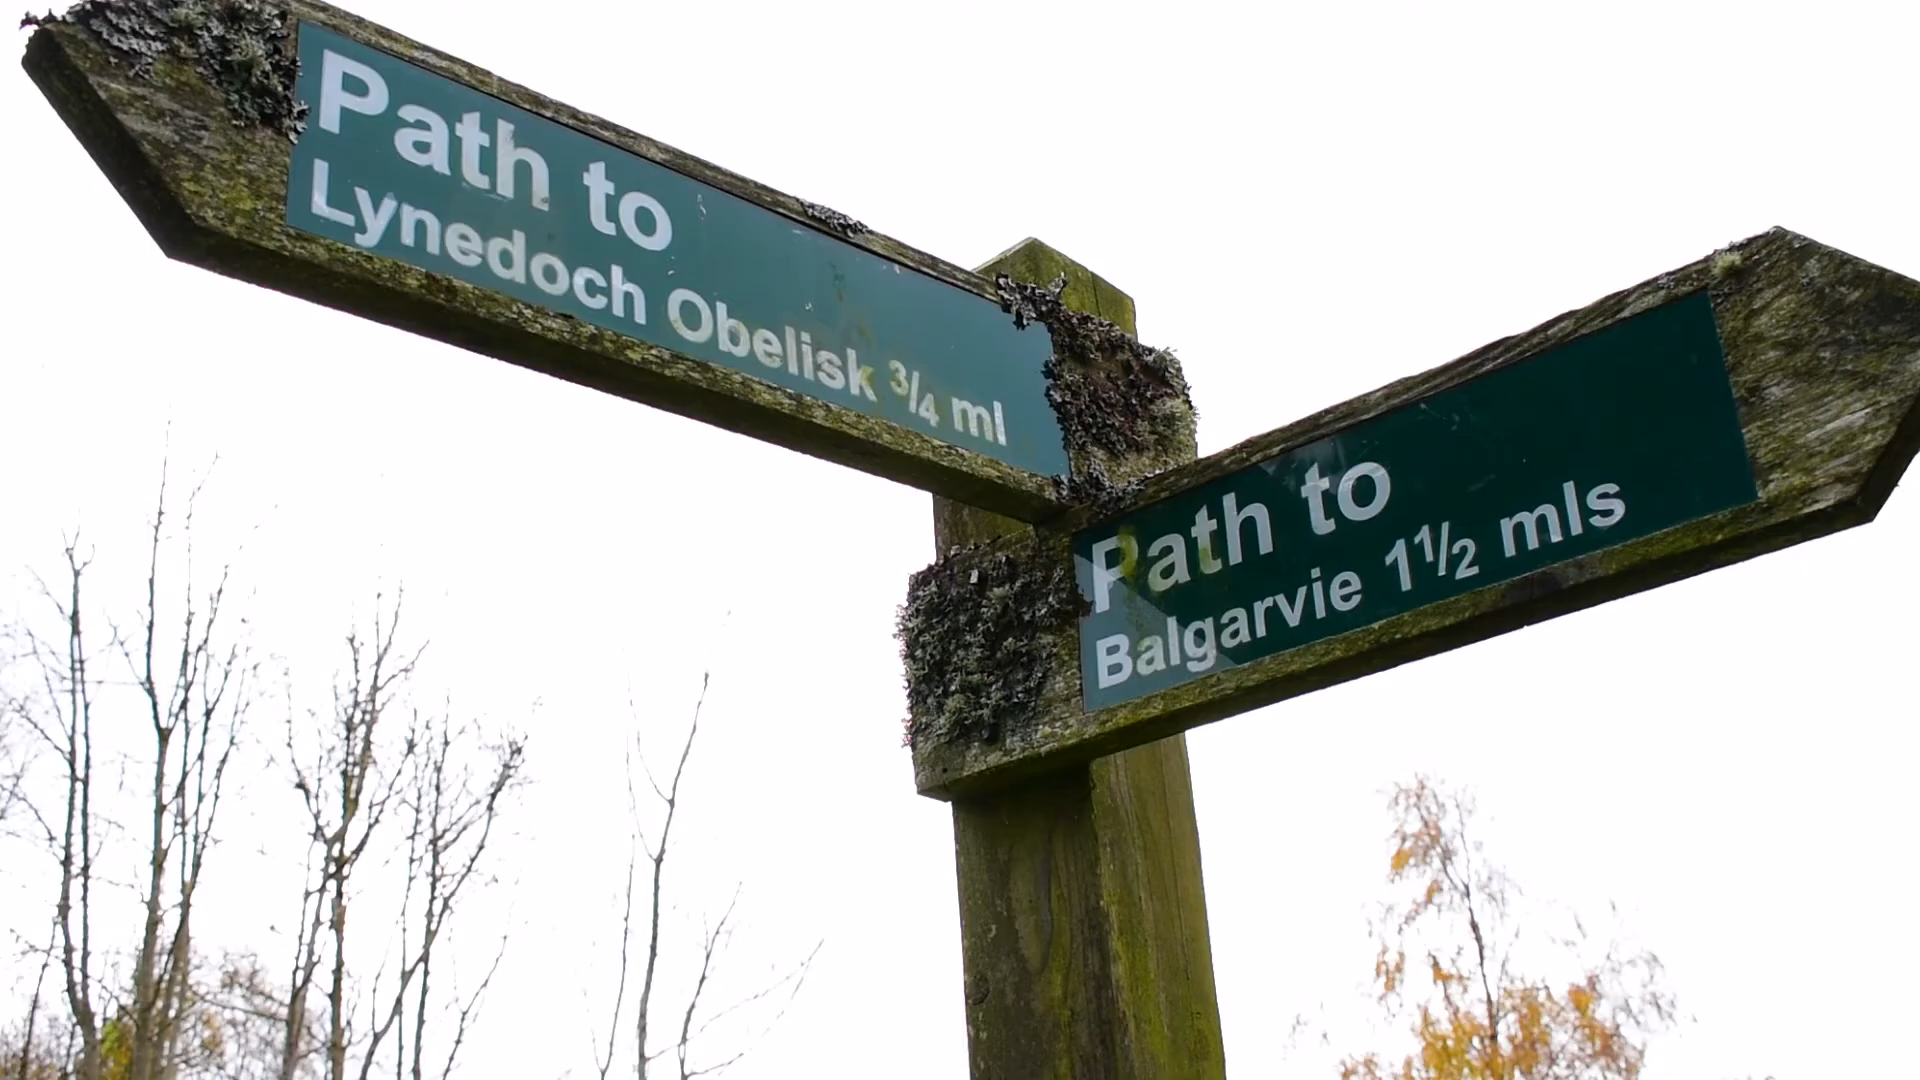 Path to
Lynedoch Obelisk ¾ ml
Path to
Balgarvie 1½ mls